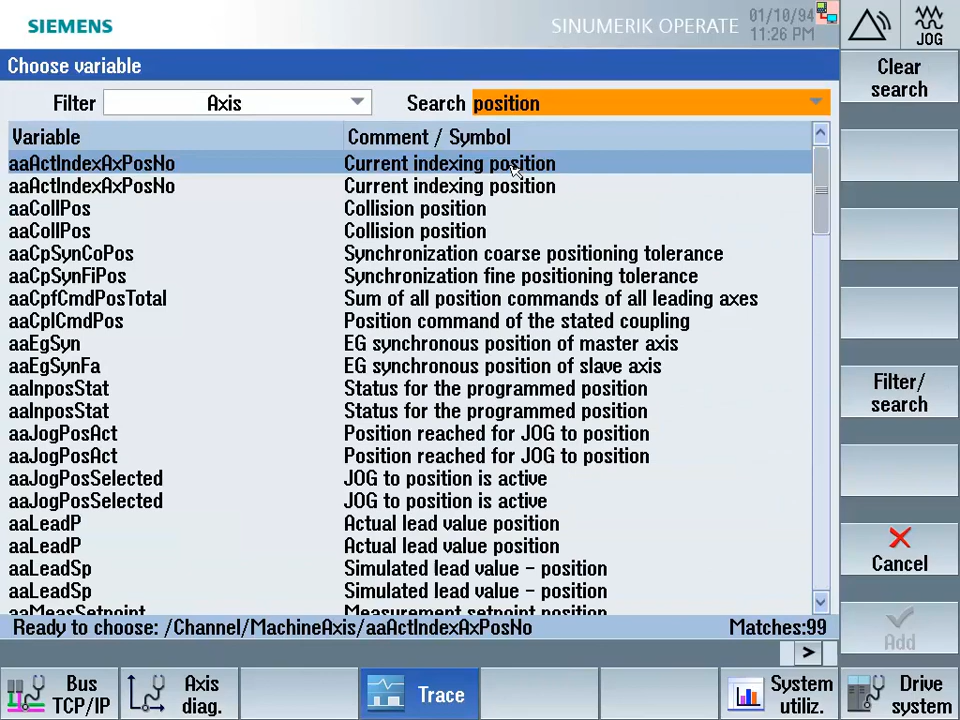 SIEMENS
SINUMERIK OPERATE
01/10/94
11:26 PM
JOG
Choose variable
Clear
search
Filter Axis Search position
Variable Comment / Symbol
aaActIndexAxPosNo Current indexing position
aaActIndexAxPosNo Current indexing position
aaCollPos Collision position
aaCollPos Collision position
aaCpSynCoPos Synchronization coarse positioning tolerance
aaCpSynFiPos Synchronization fine positioning tolerance
aaCpfCmdPosTotal Sum of all position commands of all leading axes
aaCplCmdPos Position command of the stated coupling
aaEgSyn EG synchronous position of master axis
aaEgSynFa EG synchronous position of slave axis
aaInposStat Status for the programmed position
aaInposStat Status for the programmed position
aaJogPosAct Position reached for JOG to position
aaJogPosAct Position reached for JOG to position
aaJogPosSelected JOG to position is active
aaJogPosSelected JOG to position is active
aaLeadP Actual lead value position
aaLeadP Actual lead value position
aaLeadSp Simulated lead value - position
aaLeadSp Simulated lead value - position
aaMeasSetpoint Measurement setpoint position
Filter/
search
Cancel
Add
Ready to choose: /Channel/MachineAxis/aaActIndexAxPosNo Matches:99
>
Bus
TCP/IP
Axis
diag.
Trace
System
utiliz.
Drive
system